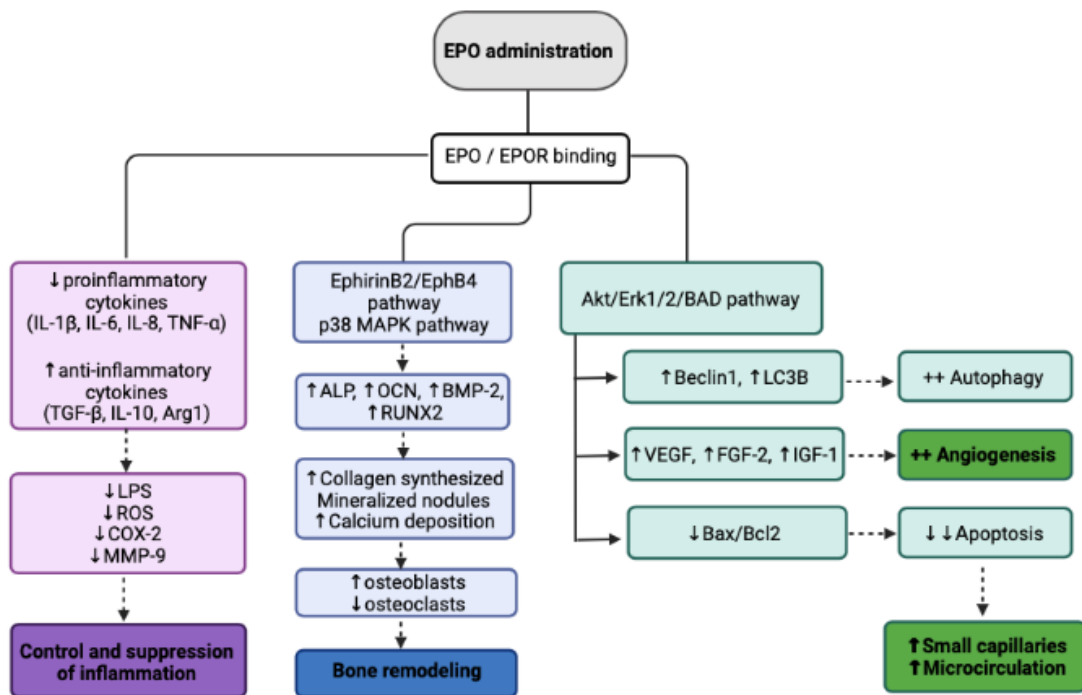 EPO administration
EPO / EPOR binding
↓proinflammatory
cytokines
(IL-1β, IL-6, IL-8, TNF-α)
↑anti-inflammatory
cytokines
(TGF-β, IL-10, Arg1)
↓LPS
↓ROS
↓COX-2
↓MMP-9
Control and suppression
of inflammation
EphirinB2/EphB4
pathway
p38 MAPK pathway
↑ALP, ↑OCN, ↑BMP-2,
↑RUNX2
↑Collagen synthesized
Mineralized nodules
↑Calcium deposition
↑osteoblasts
↓osteoclasts
Bone remodeling
Akt/Erk1/2/BAD pathway
↑Beclin1, ↑LC3B
++ Autophagy
↑VEGF, ↑FGF-2, ↑IGF-1
++ Angiogenesis
↓Bax/Bcl2
↓↓Apoptosis
↑Small capillaries
↑Microcirculation